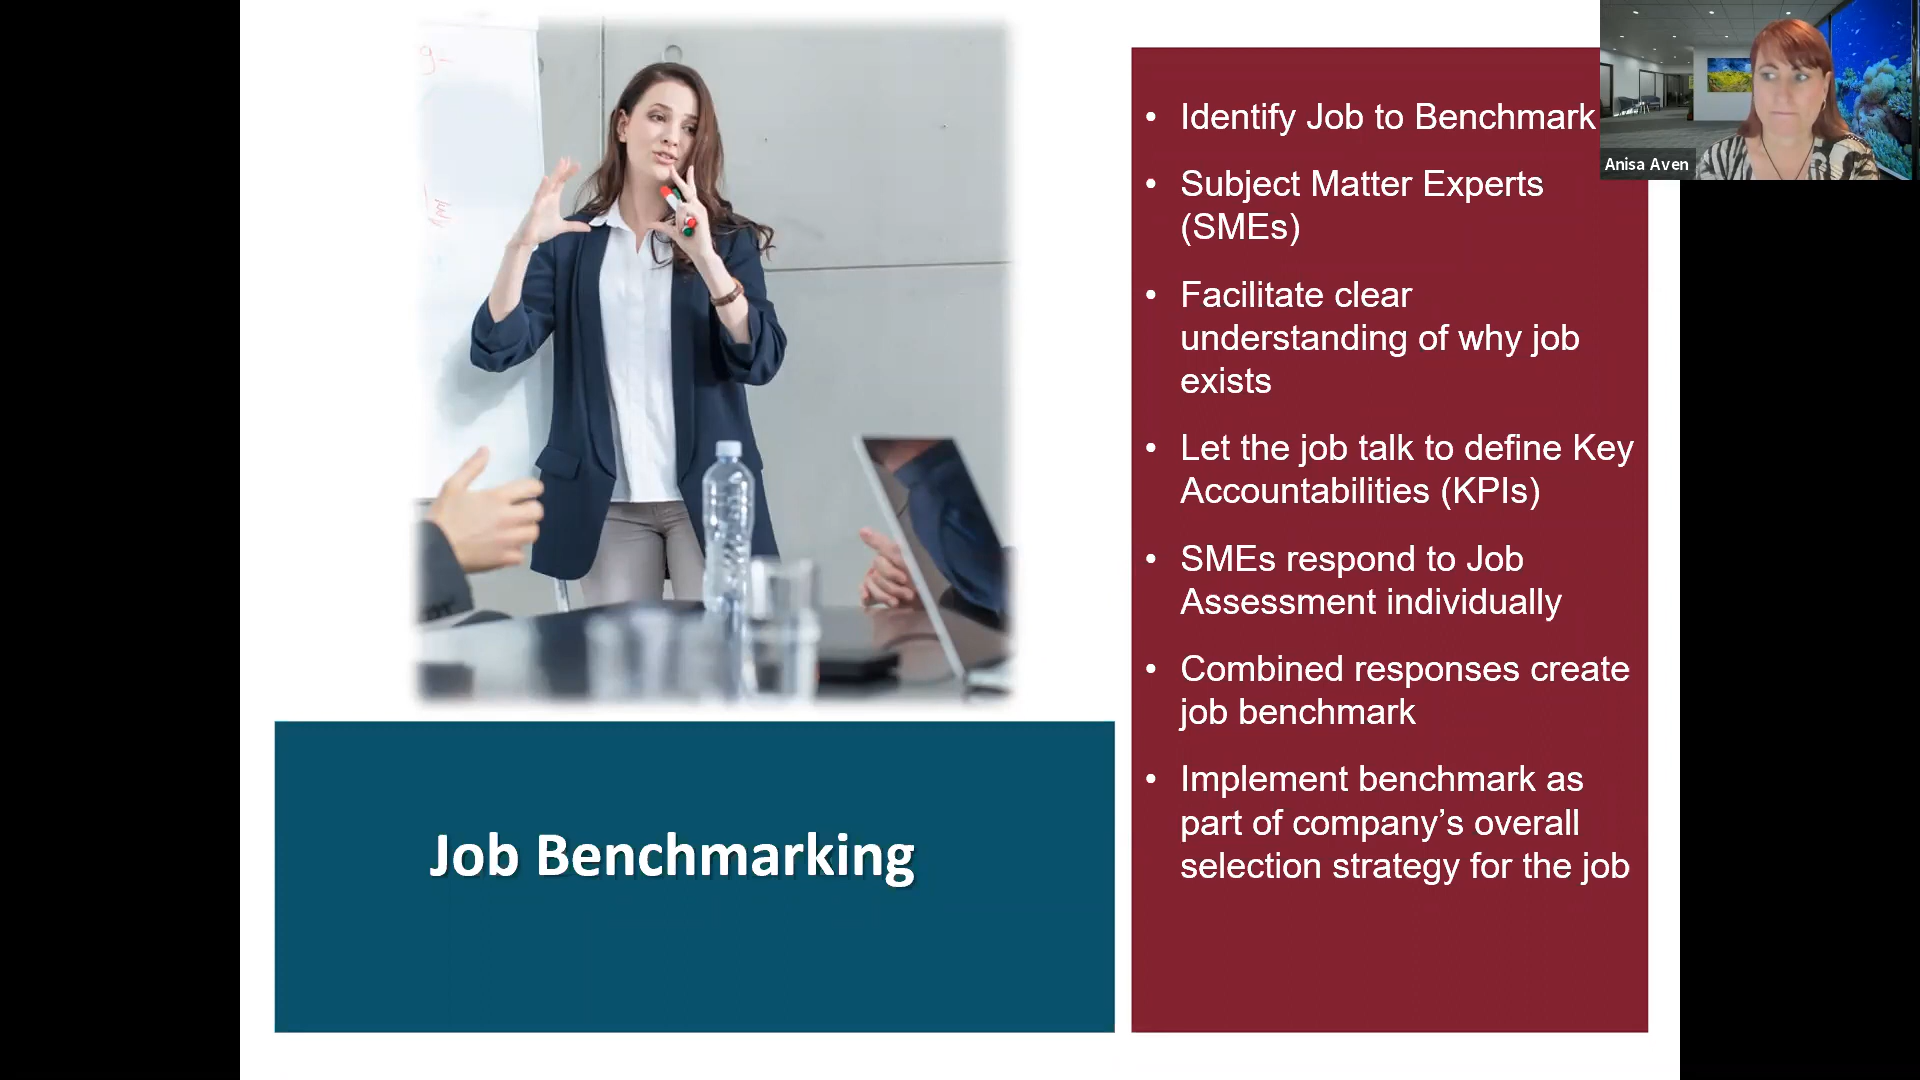 Job Benchmarking
• Identify Job to Benchmark
• Subject Matter Experts
(SMEs)
• Facilitate clear
understanding of why job
exists
• Let the job talk to define Key
Accountabilities (KPIs)
• SMEs respond to Job
Assessment individually
• Combined responses create
job benchmark
• Implement benchmark as
part of company’s overall
selection strategy for the job
Anisa Aven